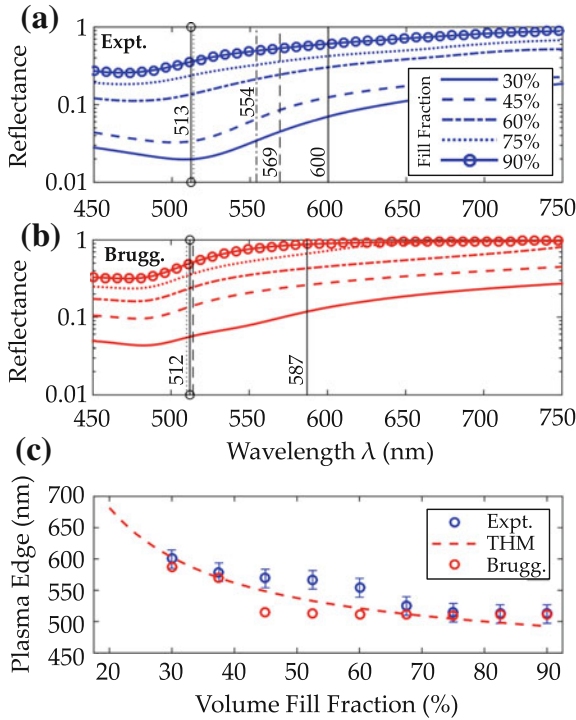 (a)
Reflectance
1
0.1
0.01
Expt.
513
554
569
600
Fill Fraction
30%
45%
60%
75%
90%
450 500 550 600 650 700 750
(b)
Reflectance
1
0.1
0.01
Brugg.
512
587
450 500 550 600 650 700 750
Wavelength λ (nm)
(c)
Plasma Edge (nm)
700
650
600
550
500
450
Expt.
THM
Brugg.
20 30 40 50 60 70 80 90
Volume Fill Fraction (%)